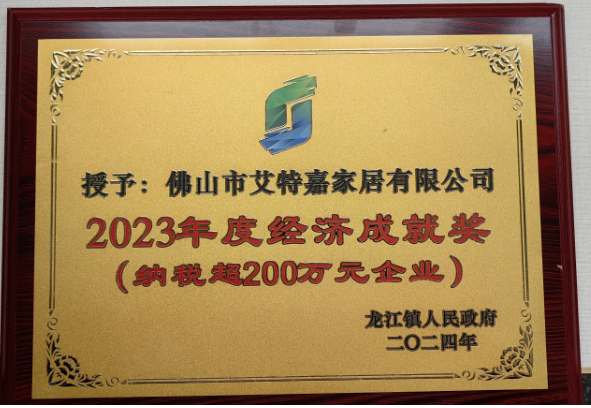 授予：佛山市艾特嘉家居有限公司
2023年度经济成就奖
（纳税超200万元企业）
龙江镇人民政府
二〇二四年